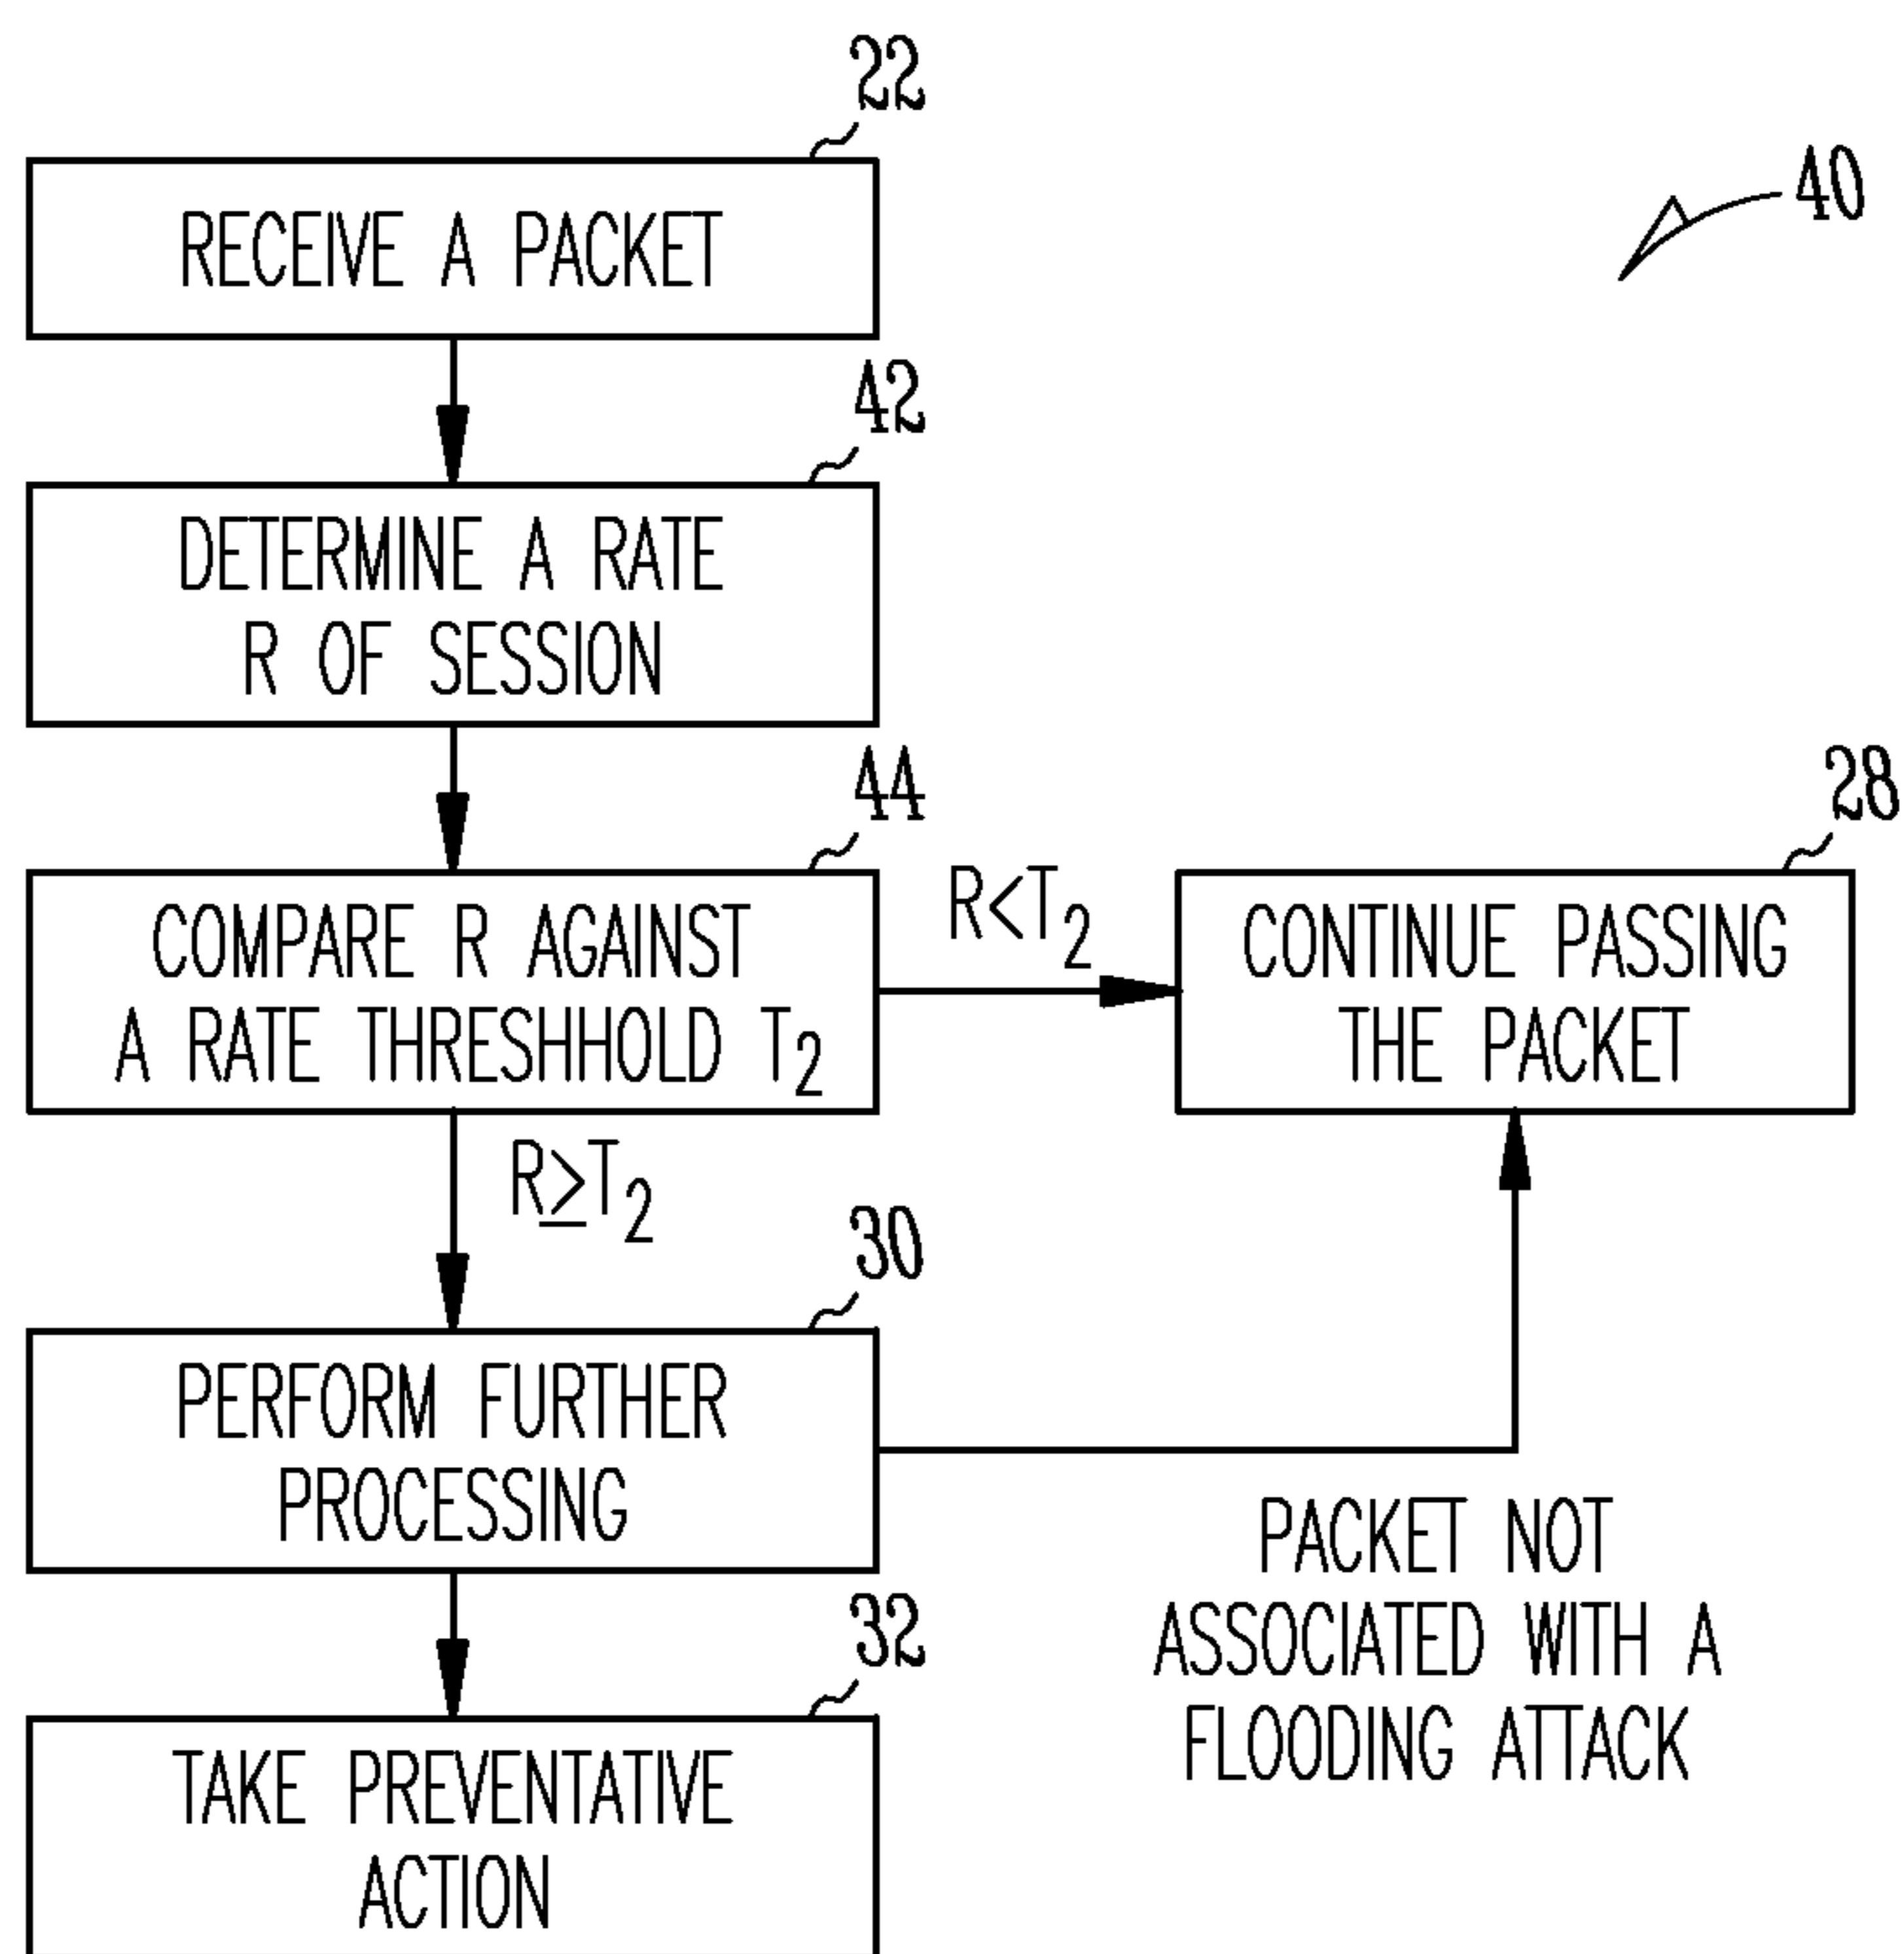 22
RECEIVE A PACKET
40
42
DETERMINE A RATE
R OF SESSION
44
COMPARE R AGAINST
A RATE THRESHHOLD T₂
R<T₂
28
CONTINUE PASSING
THE PACKET
R≥T₂
30
PERFORM FURTHER
PROCESSING
PACKET NOT
ASSOCIATED WITH A
FLOODING ATTACK
32
TAKE PREVENTATIVE
ACTION